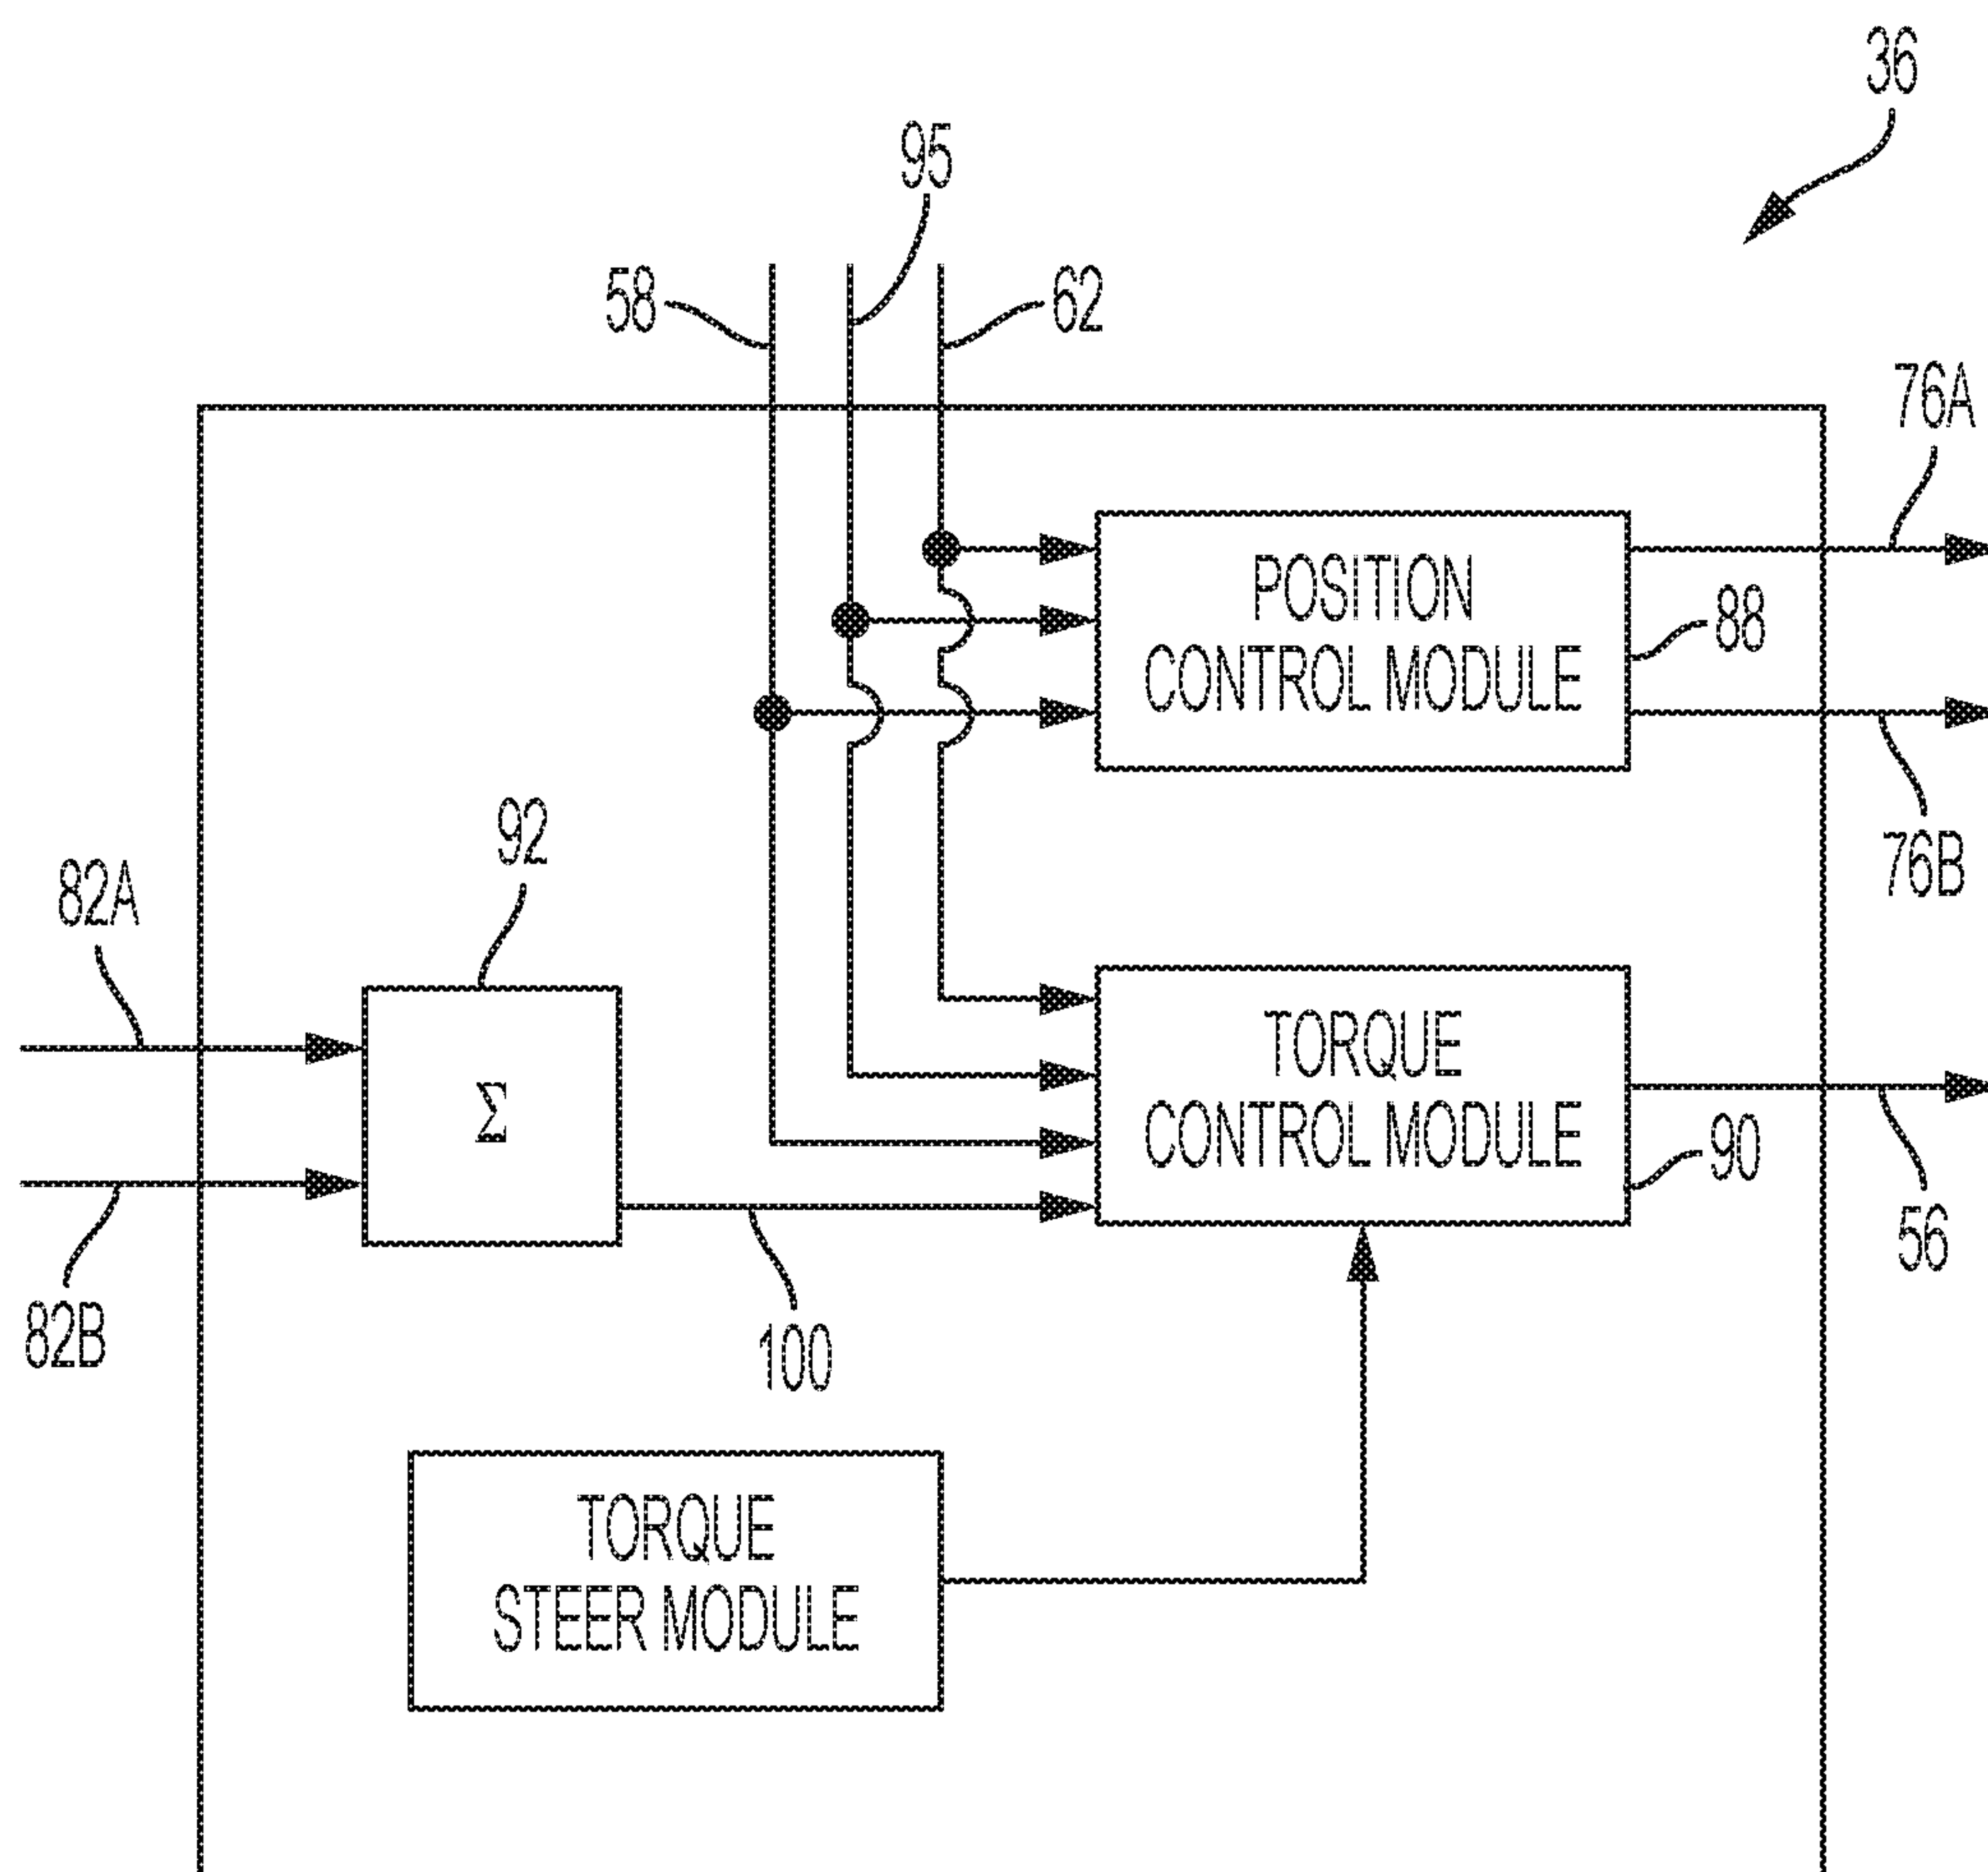 36
95
58
62
76A
POSITION
CONTROL MODULE
88
76B
92
82A
TORQUE
CONTROL MODULE
Σ
90
56
82B
100
TORQUE
STEER MODULE